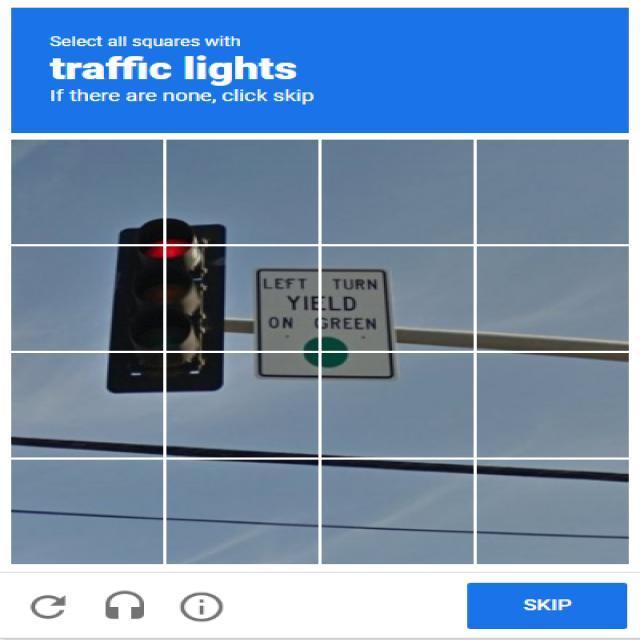 Select all squares with
traffic lights
If there are none, click skip
LEFT TURN
YIELD
ON GREEN
SKIP